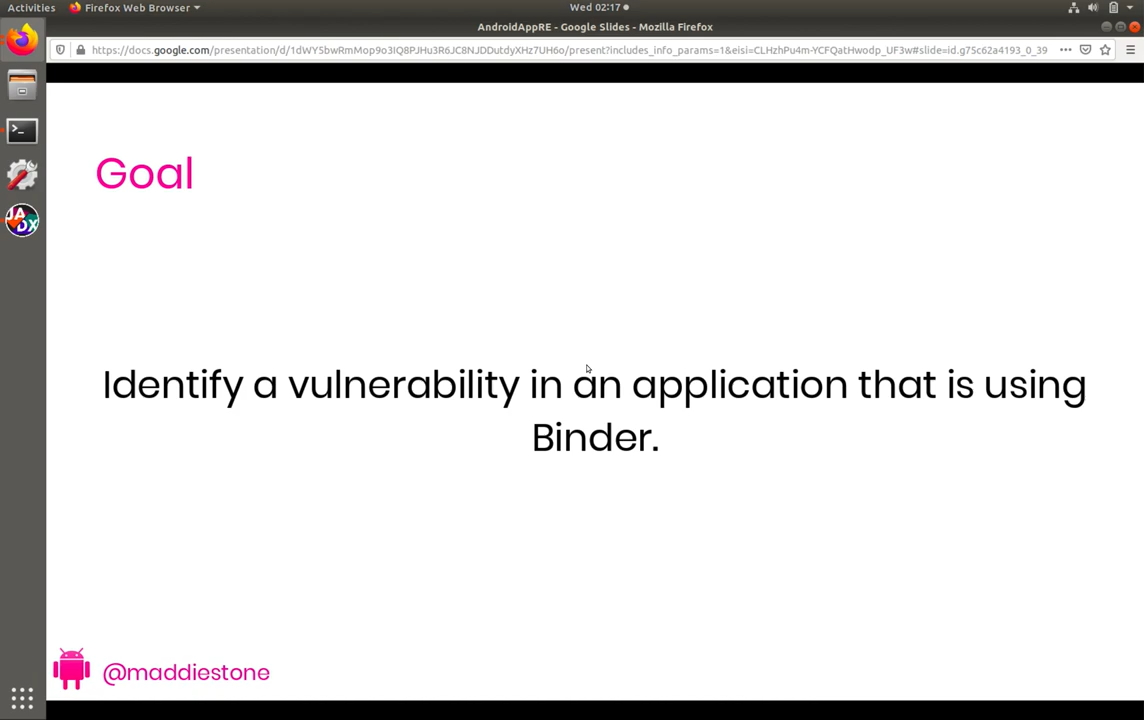 Activities
Firefox Web Browser
Wed 02:17
AndroidAppRE - Google Slides - Mozilla Firefox
https://docs.google.com/presentation/d/1dWY5bwRmMop9o3IQ8PJHu3R6JC8NJDDutdyXHz7UH6o/present?includes_info_params=1&eisi=CLHzhPu4m-YCFQatHwodp_UF3w#slide=id.g75c62a4193_0_39
JA
DX
Goal
Identify a vulnerability in an application that is using
Binder.
@maddiestone